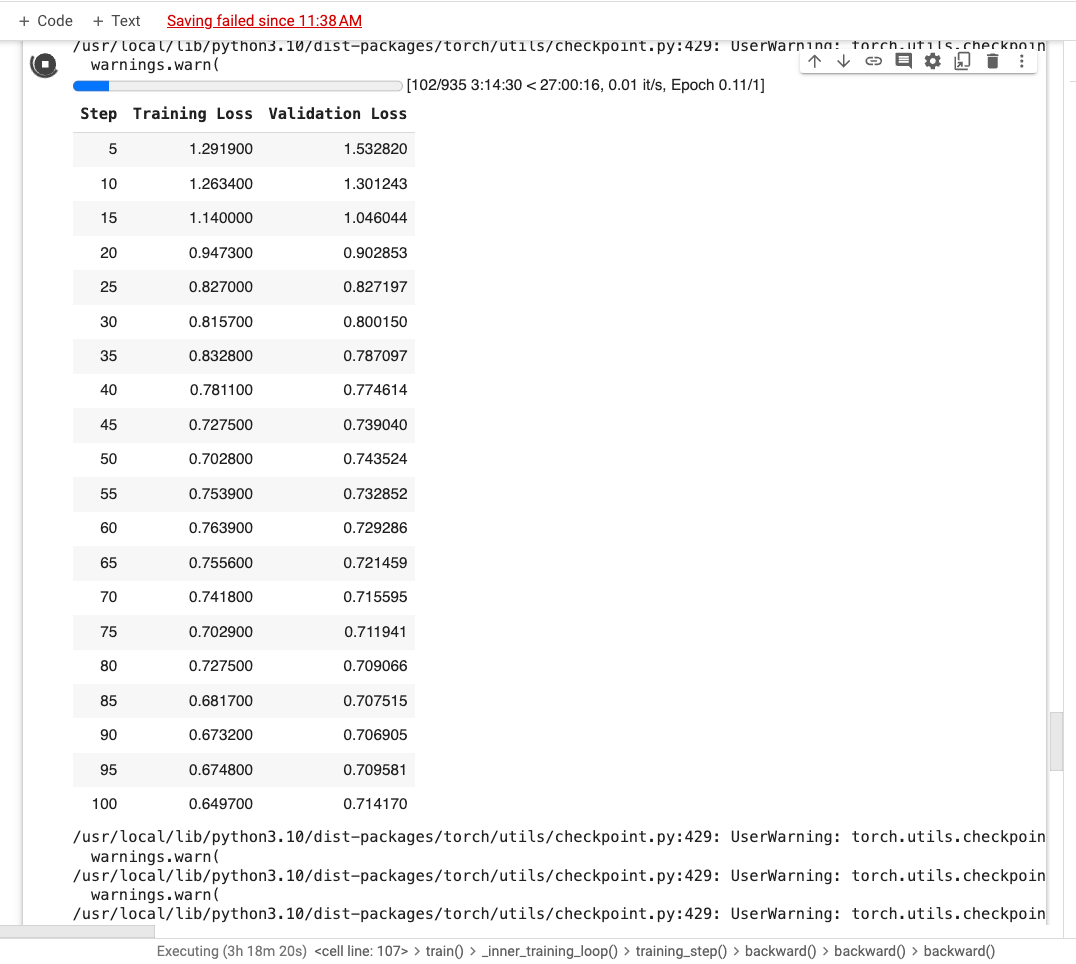 + Code + Text Saving failed since 11:38 AM
/usr/local/lib/python3.10/dist-packages/torch/utils/checkpoint.py:429: UserWarning: torch.utils.checkpoin
warnings.warn(
[102/935 3:14:30 < 27:00:16, 0.01 it/s, Epoch 0.11/1]
Step Training Loss Validation Loss
5 1.291900 1.532820
10 1.263400 1.301243
15 1.140000 1.046044
20 0.947300 0.902853
25 0.827000 0.827197
30 0.815700 0.800150
35 0.832800 0.787097
40 0.781100 0.774614
45 0.727500 0.739040
50 0.702800 0.743524
55 0.753900 0.732852
60 0.763900 0.729286
65 0.755600 0.721459
70 0.741800 0.715595
75 0.702900 0.711941
80 0.727500 0.709066
85 0.681700 0.707515
90 0.673200 0.706905
95 0.674800 0.709581
100 0.649700 0.714170
/usr/local/lib/python3.10/dist-packages/torch/utils/checkpoint.py:429: UserWarning: torch.utils.checkpoin
warnings.warn(
/usr/local/lib/python3.10/dist-packages/torch/utils/checkpoint.py:429: UserWarning: torch.utils.checkpoin
warnings.warn(
/usr/local/lib/python3.10/dist-packages/torch/utils/checkpoint.py:429: UserWarning: torch.utils.checkpoin
Executing (3h 18m 20s) <cell line: 107> > train() > _inner_training_loop() > training_step() > backward() > backward() > backward()